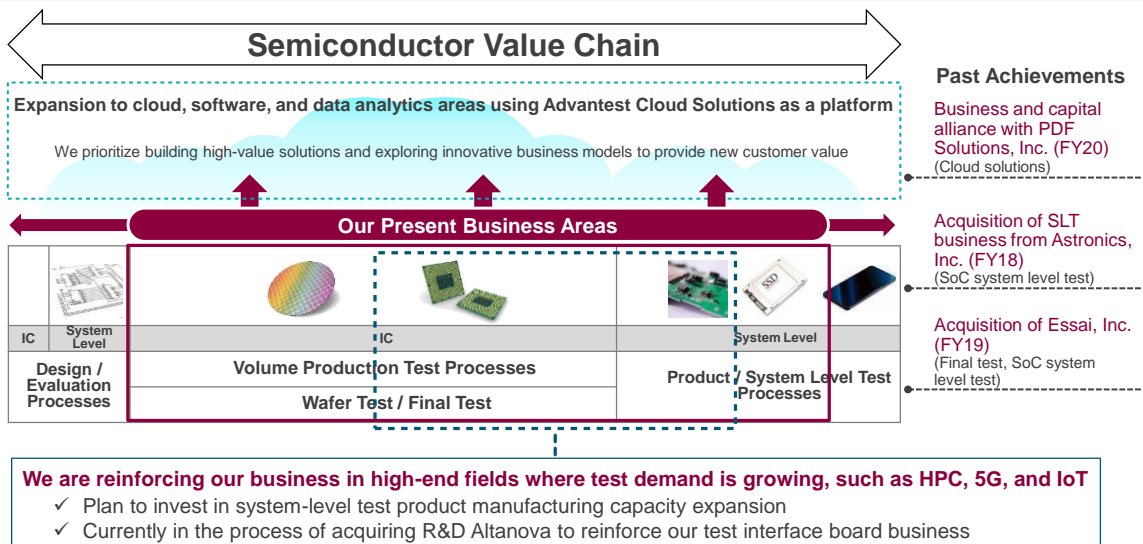 Semiconductor Value Chain
Expansion to cloud, software, and data analytics areas using Advantest Cloud Solutions as a platform
We prioritize building high-value solutions and exploring innovative business models to provide new customer value
Our Present Business Areas
SSD
IC
System
Level
IC
System Level
Design /
Evaluation
Processes
Volume Production Test Processes
Wafer Test / Final Test
Product / System Level Test
Processes
Past Achievements
Business and capital
alliance with PDF
Solutions, Inc. (FY20)
(Cloud solutions)
Acquisition of SLT
business from Astronics,
Inc. (FY18)
(SoC system level test)
Acquisition of Essai, Inc.
(FY19)
(Final test, SoC system
level test)
We are reinforcing our business in high-end fields where test demand is growing, such as HPC, 5G, and IoT
✓ Plan to invest in system-level test product manufacturing capacity expansion
✓ Currently in the process of acquiring R&D Altanova to reinforce our test interface board business